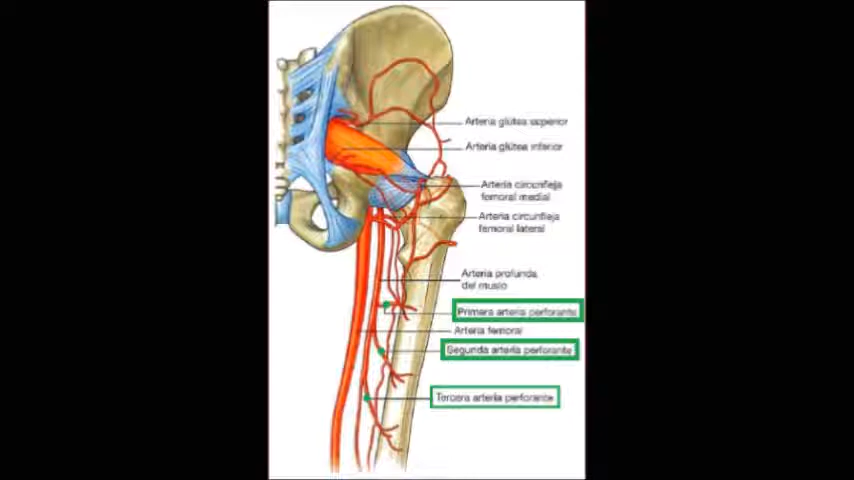 Arteria glútea superior
Arteria glútea inferior
Arteria circunfleja
femoral medial
Arteria circunfleja
femoral lateral
Arteria profunda
del muslo
Primera arteria perforante
Arteria femoral
Segunda arteria perforante
Tercera arteria perforante